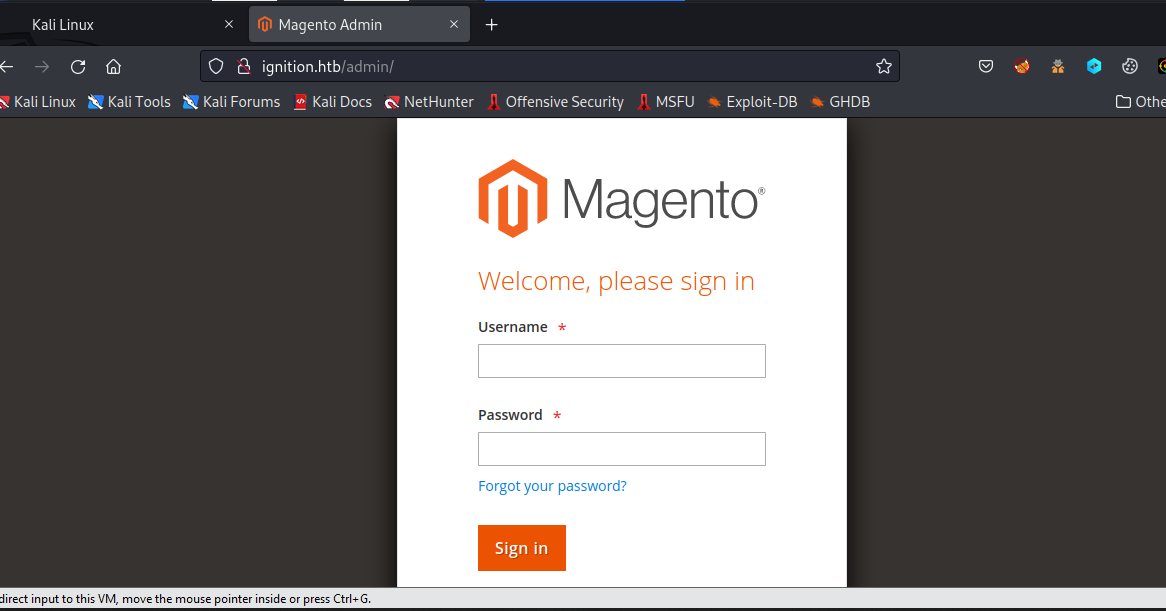 Kali Linux × Magento Admin × +
ignition.htb/admin/
Kali Linux Kali Tools Kali Forums Kali Docs NetHunter Offensive Security MSFU Exploit-DB GHDB Othe
Magento®
Welcome, please sign in
Username *
Password *
Forgot your password?
Sign in
direct input to this VM, move the mouse pointer inside or press Ctrl+G.